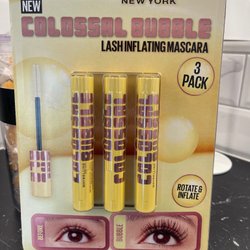 NEW YORK
NEW
COLOSSAL BUBBLE
LASH INFLATING MASCARA
3
PACK
ROTATE &
INFLATE
BEFORE
BUBBLE